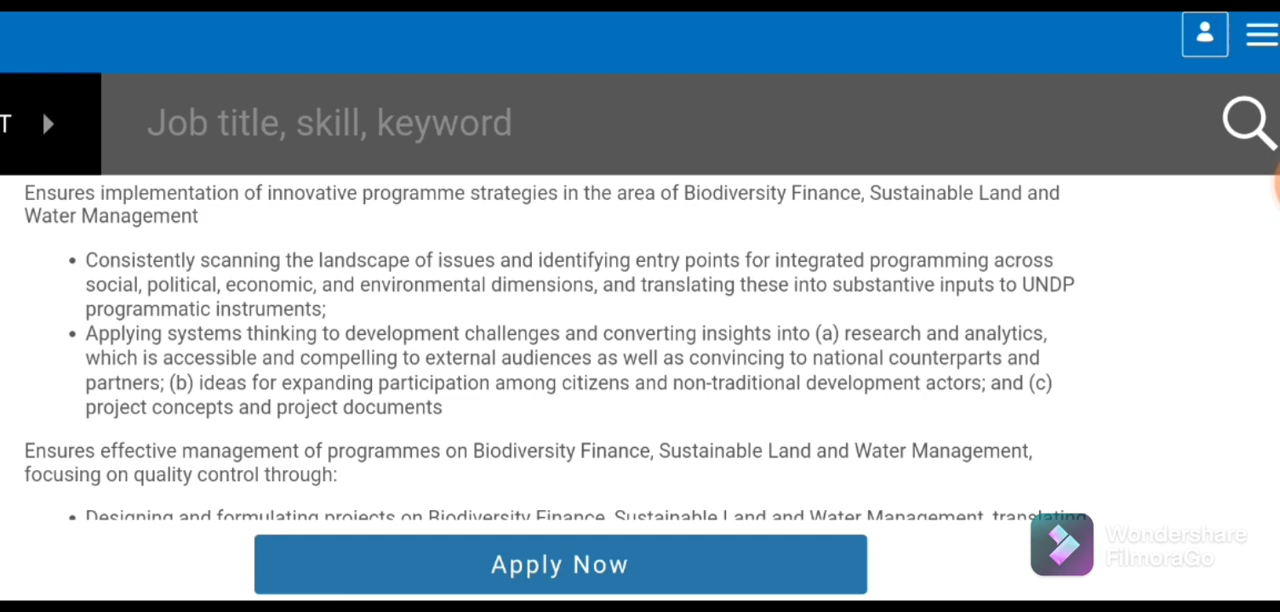 T
Job title, skill, keyword
Ensures implementation of innovative programme strategies in the area of Biodiversity Finance, Sustainable Land and
Water Management
• Consistently scanning the landscape of issues and identifying entry points for integrated programming across
social, political, economic, and environmental dimensions, and translating these into substantive inputs to UNDP
programmatic instruments;
• Applying systems thinking to development challenges and converting insights into (a) research and analytics,
which is accessible and compelling to external audiences as well as convincing to national counterparts and
partners; (b) ideas for expanding participation among citizens and non-traditional development actors; and (c)
project concepts and project documents
Ensures effective management of programmes on Biodiversity Finance, Sustainable Land and Water Management,
focusing on quality control through:
• Designing and formulating projects on Biodiversity Finance, Sustainable Land and Water Management, translating
Apply Now
Wondershare
FilmoraGo